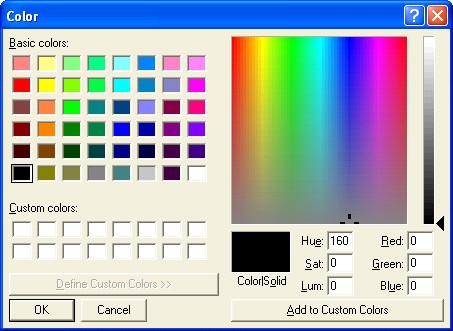 Color
Basic colors:
Custom colors:
Define Custom Colors >>
OK
Cancel
Color|Solid
Hue: 160
Sat: 0
Lum: 0
Red: 0
Green: 0
Blue: 0
Add to Custom Colors